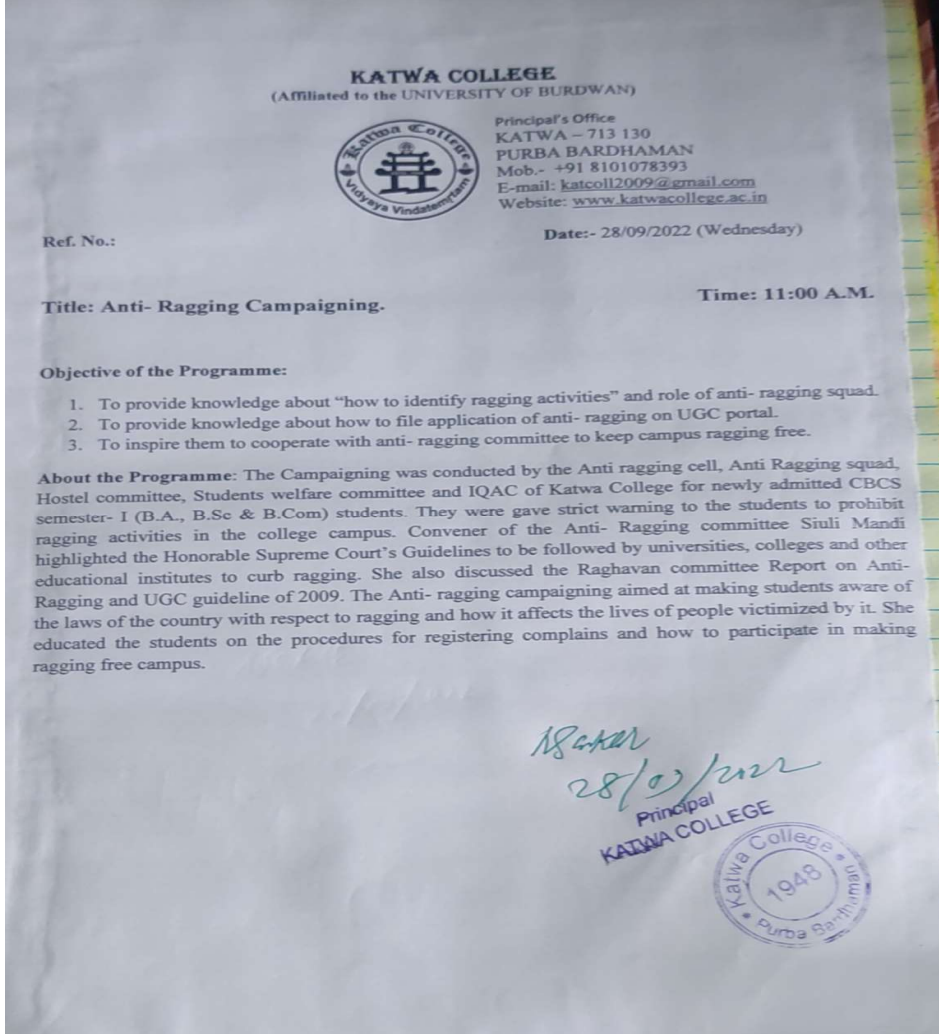 KATWA COLLEGE
(Affiliated to the UNIVERSITY OF BURDWAN)
Katwa College
Vidyaya Vindatemrtam
Principal's Office
KATWA – 713 130
PURBA BARDHAMAN
Mob.- +91 8101078393
E-mail: katcoll2009@gmail.com
Website: www.katwacollege.ac.in
Ref. No.:
Date:- 28/09/2022 (Wednesday)
Title: Anti- Ragging Campaigning.
Time: 11:00 A.M.
Objective of the Programme:
1. To provide knowledge about “how to identify ragging activities” and role of anti- ragging squad.
2. To provide knowledge about how to file application of anti- ragging on UGC portal.
3. To inspire them to cooperate with anti- ragging committee to keep campus ragging free.
About the Programme: The Campaigning was conducted by the Anti ragging cell, Anti Ragging squad,
Hostel committee, Students welfare committee and IQAC of Katwa College for newly admitted CBCS
semester- I (B.A., B.Sc & B.Com) students. They were gave strict warning to the students to prohibit
ragging activities in the college campus. Convener of the Anti- Ragging committee Siuli Mandi
highlighted the Honorable Supreme Court's Guidelines to be followed by universities, colleges and other
educational institutes to curb ragging. She also discussed the Raghavan committee Report on Anti-
Ragging and UGC guideline of 2009. The Anti- ragging campaigning aimed at making students aware of
the laws of the country with respect to ragging and how it affects the lives of people victimized by it. She
educated the students on the procedures for registering complains and how to participate in making
ragging free campus.
Principal
KATWA COLLEGE
Katwa College
1948
Purba Bardhaman